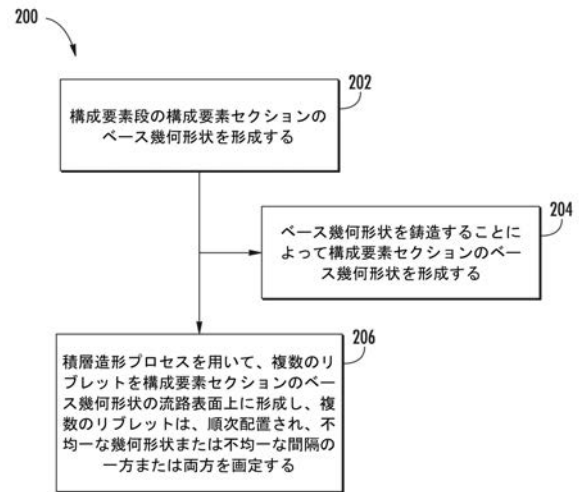 200
202
構成要素段の構成要素セクションの
ベース幾何形状を形成する
204
ベース幾何形状を鋳造することに
よって構成要素セクションのベー
ス幾何形状を形成する
206
積層造形プロセスを用いて、複数のリ
ブレットを構成要素セクションのベー
ス幾何形状の流路表面上に形成し、複
数のリブレットは、順次配置され、不
均一な幾何形状または不均一な間隔の
一方または両方を画定する